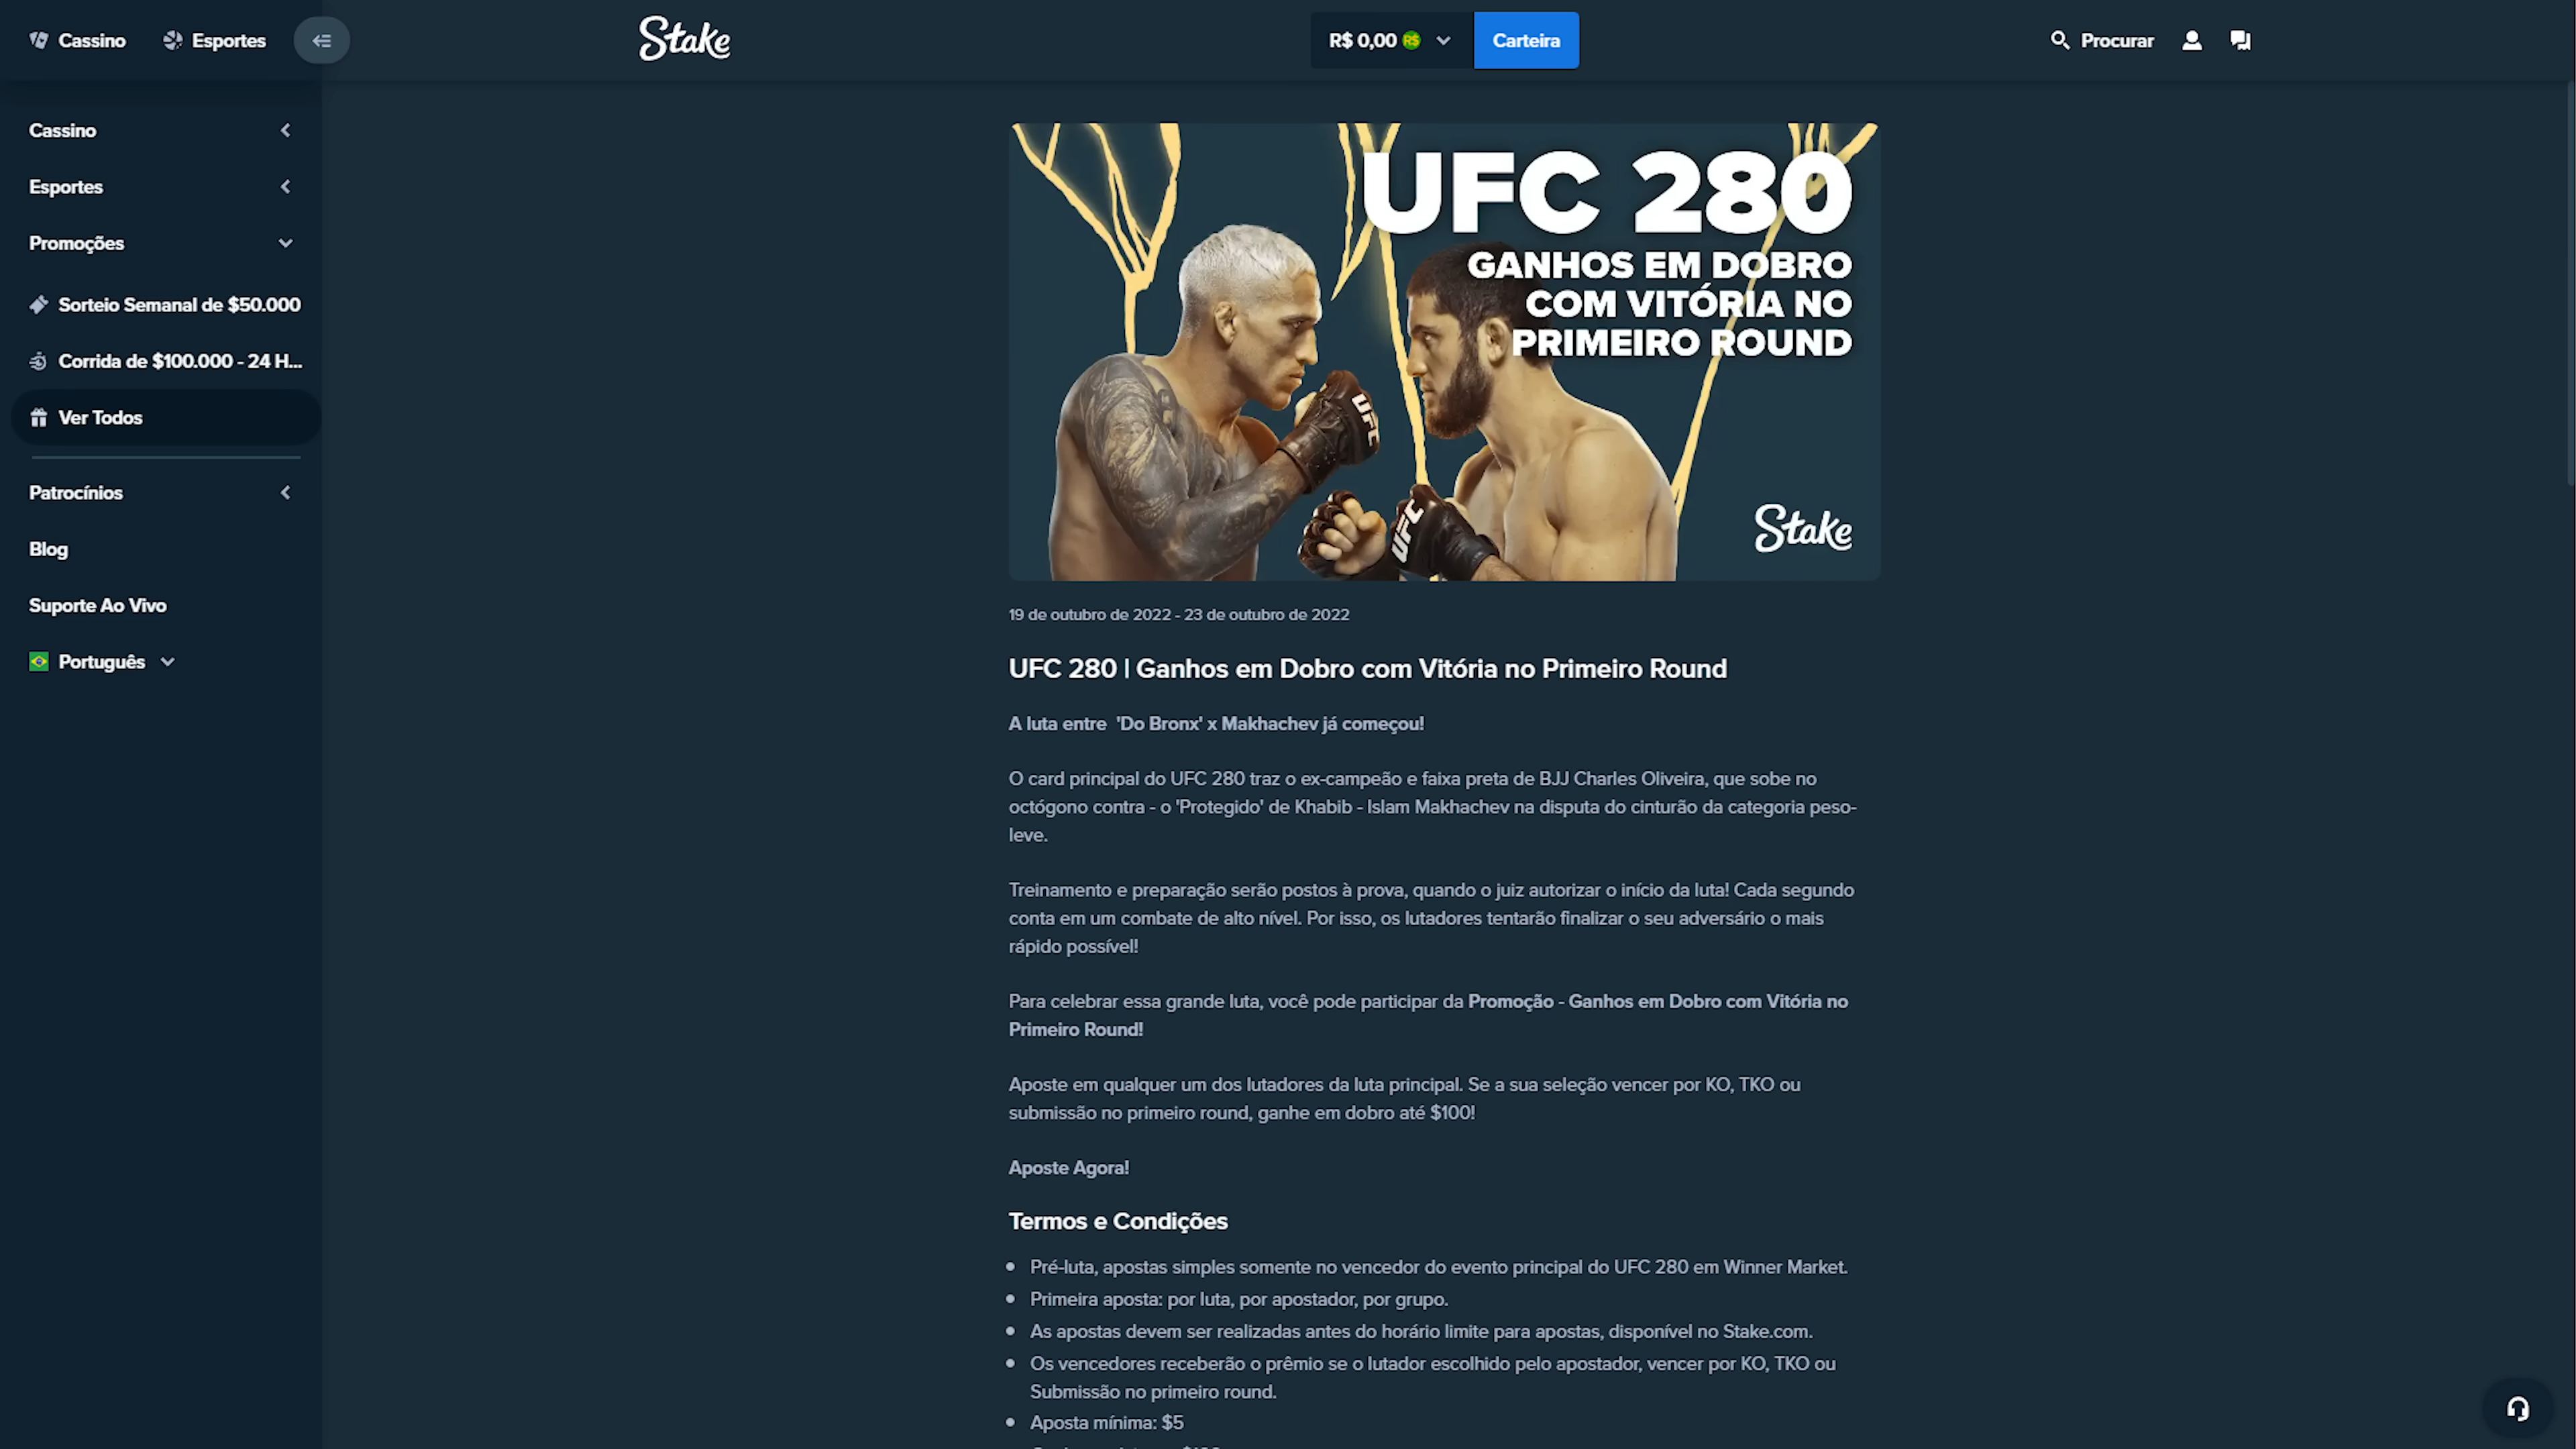 Cassino
Esportes
Stake
R$ 0,00
Carteira
Procurar
Cassino
Esportes
Promoções
Sorteio Semanal de $50.000
Corrida de $100.000 - 24 H...
Ver Todos
Patrocínios
Blog
Suporte Ao Vivo
Português
UFC 280
GANHOS EM DOBRO
COM VITÓRIA NO
PRIMEIRO ROUND
UFC
UFC
Stake
19 de outubro de 2022 - 23 de outubro de 2022
UFC 280 | Ganhos em Dobro com Vitória no Primeiro Round
A luta entre 'Do Bronx' x Makhachev já começou!
O card principal do UFC 280 traz o ex-campeão e faixa preta de BJJ Charles Oliveira, que sobe no
octógono contra - o 'Protegido' de Khabib - Islam Makhachev na disputa do cinturão da categoria peso-
leve.
Treinamento e preparação serão postos à prova, quando o juiz autorizar o início da luta! Cada segundo
conta em um combate de alto nível. Por isso, os lutadores tentarão finalizar o seu adversário o mais
rápido possível!
Para celebrar essa grande luta, você pode participar da Promoção - Ganhos em Dobro com Vitória no
Primeiro Round!
Aposte em qualquer um dos lutadores da luta principal. Se a sua seleção vencer por KO, TKO ou
submissão no primeiro round, ganhe em dobro até $100!
Aposte Agora!
Termos e Condições
Pré-luta, apostas simples somente no vencedor do evento principal do UFC 280 em Winner Market.
Primeira aposta: por luta, por apostador, por grupo.
As apostas devem ser realizadas antes do horário limite para apostas, disponível no Stake.com.
Os vencedores receberão o prêmio se o lutador escolhido pelo apostador, vencer por KO, TKO ou
Submissão no primeiro round.
Aposta mínima: $5